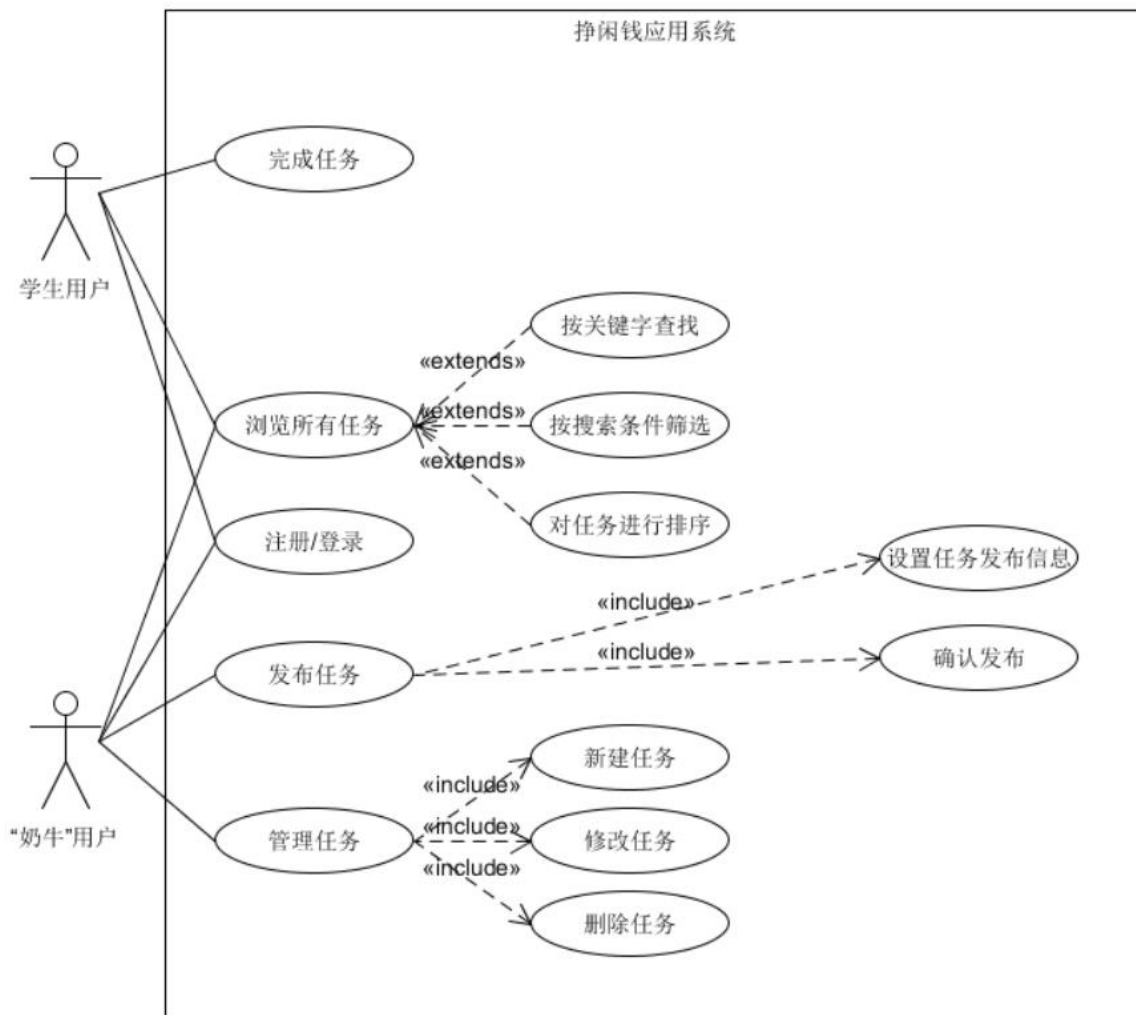 挣闲钱应用系统
完成任务
学生用户
按关键字查找
«extends»
浏览所有任务
«extends»
按搜索条件筛选
«extends»
对任务进行排序
注册/登录
设置任务发布信息
«include»
发布任务
«include»
确认发布
新建任务
«include»
“奶牛”用户
管理任务
«include»
修改任务
«include»
删除任务